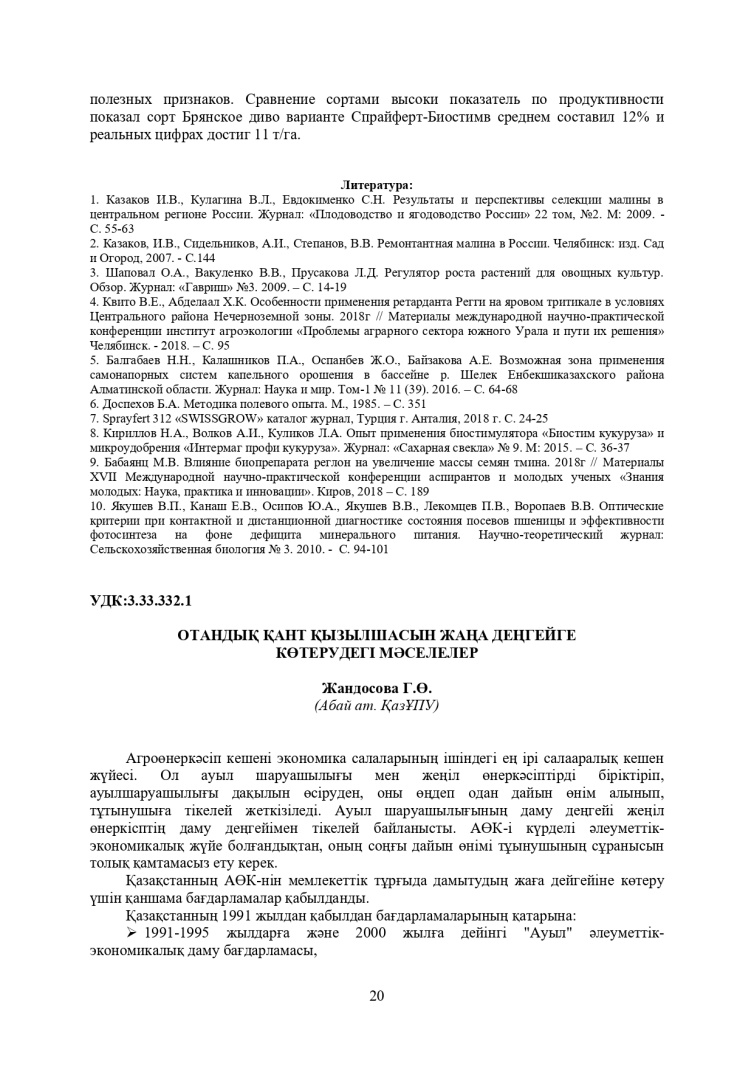 полезных признаков. Сравнение сортами высоки показатель по продуктивности
показал сорт Брянское диво варианте Спрайферт-Биостимв среднем составил 12% и
реальных цифрах достиг 11 т/га.
Литература:
1. Казаков И.В., Кулагина В.Л., Евдокименко С.Н. Результаты и перспективы селекции малины в
центральном регионе России. Журнал: «Плодоводство и ягодоводство России» 22 том, №2. М: 2009. -
С. 55-63
2. Казаков, И.В., Сидельников, А.И., Степанов, В.В. Ремонтантная малина в России. Челябинск: изд. Сад
и Огород, 2007. - С.144
3. Шаповал О.А., Вакуленко В.В., Прусакова Л.Д. Регулятор роста растений для овощных культур.
Обзор. Журнал: «Гавриш» №3. 2009. – С. 14-19
4. Квито В.Е., Абделаал Х.К. Особенности применения ретарданта Регги на яровом тритикале в условиях
Центрального района Нечерноземной зоны. 2018г // Материалы международной научно-практической
конференции институт агроэкологии «Проблемы аграрного сектора южного Урала и пути их решения»
Челябинск. - 2018. – С. 95
5. Балгабаев Н.Н., Калашников П.А., Оспанбев Ж.О., Байзакова А.Е. Возможная зона применения
самонапорных систем капельного орошения в бассейне р. Шелек Енбекшиказахского района
Алматинской области. Журнал: Наука и мир. Том-1 № 11 (39). 2016. – С. 64-68
6. Доспехов Б.А. Методика полевого опыта. М., 1985. – С. 351
7. Sprayfert 312 «SWISSGROW» каталог журнал, Турция г. Анталия, 2018 г. С. 24-25
8. Кириллов Н.А., Волков А.И., Куликов Л.А. Опыт применения биостимулятора «Биостим кукуруза» и
микроудобрения «Интермаг профи кукуруза». Журнал: «Сахарная свекла» № 9. М: 2015. – С. 36-37
9. Бабаянц М.В. Влияние биопрепарата реглон на увеличение массы семян тмина. 2018г // Материалы
XVII Международной научно-практической конференции аспирантов и молодых ученых «Знания
молодых: Наука, практика и инновации». Киров, 2018 – С. 189
10. Якушев В.П., Канаш Е.В., Осипов Ю.А., Якушев В.В., Лекомцев П.В., Воропаев В.В. Оптические
критерии при контактной и дистанционной диагностике состояния посевов пшеницы и эффективности
фотосинтеза на фоне дефицита минерального питания. Научно-теоретический журнал:
Сельскохозяйственная биология № 3. 2010. - С. 94-101
УДК:3.33.332.1
ОТАНДЫҚ ҚАНТ ҚЫЗЫЛШАСЫН ЖАҢА ДЕҢГЕЙГЕ
КӨТЕРУДЕГІ МӘСЕЛЕЛЕР
Жандосова Г.Ө.
(Абай ат. ҚазҰПУ)
Агроөнеркәсіп кешені экономика салаларының ішіндегі ең ірі салааралық кешен
жүйесі. Ол ауыл шаруашылығы мен жеңіл өнеркәсіптірді біріктіріп,
ауылшаруашылығы дақылын өсіруден, оны өңдеп одан дайын өнім алынып,
тұтынушыға тікелей жеткізіледі. Ауыл шаруашылығының даму деңгейі жеңіл
өнеркісптің даму деңгейімен тікелей байланысты. АӨК-і күрделі әлеуметтік-
экономикалық жүйе болғандықтан, оның соңғы дайын өнімі тұынушының сұранысын
толық қамтамасыз ету керек.
Қазақстанның АӨК-нін мемлекеттік тұрғыда дамытудың жаға дейгейіне көтеру
үшін қаншама бағдарламалар қабылданды.
Қазақстанның 1991 жылдан қабылдан бағдарламаларының қатарына:
➢ 1991-1995 жылдарға және 2000 жылға дейінгі "Ауыл" әлеуметтік-
экономикалық даму бағдарламасы,
20